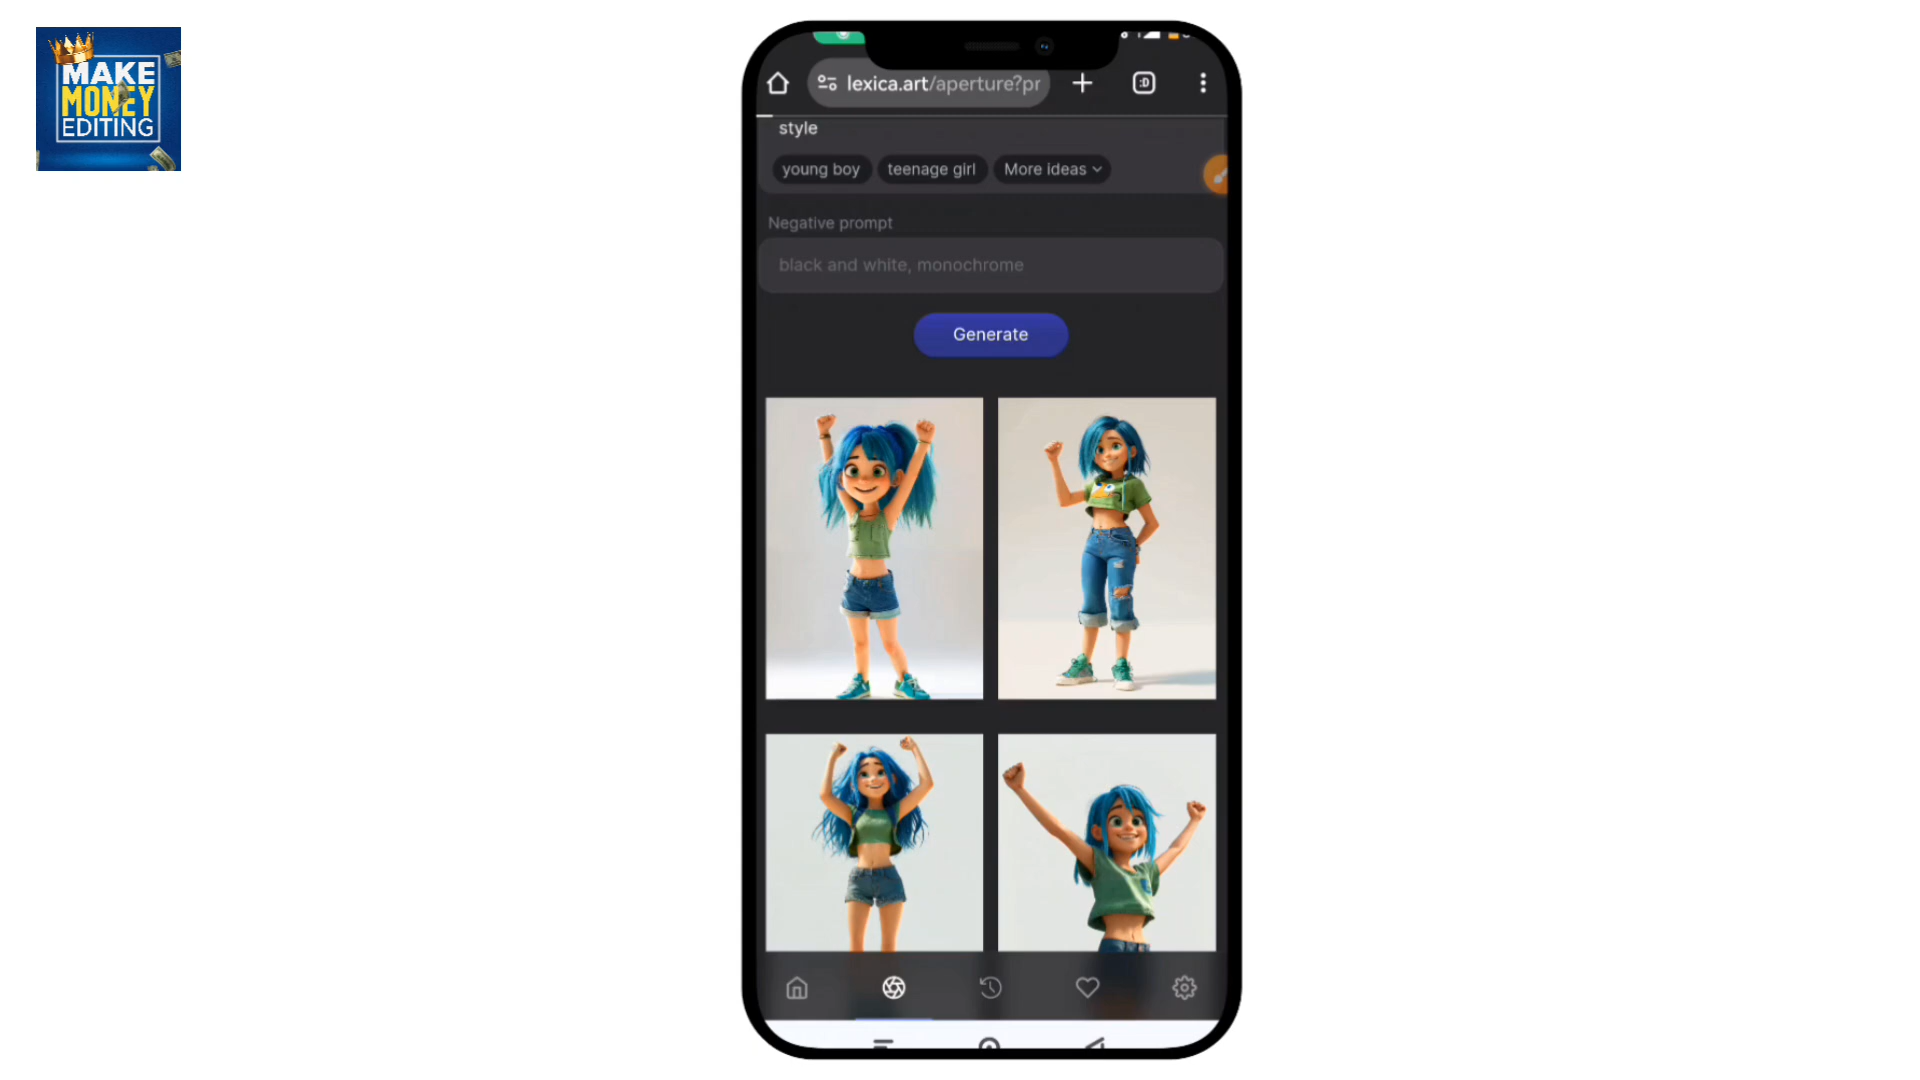 MAKE
MONEY
EDITING
lexica.art/aperture?pr
:D
style
young boy
teenage girl
More ideas
Negative prompt
black and white, monochrome
Generate